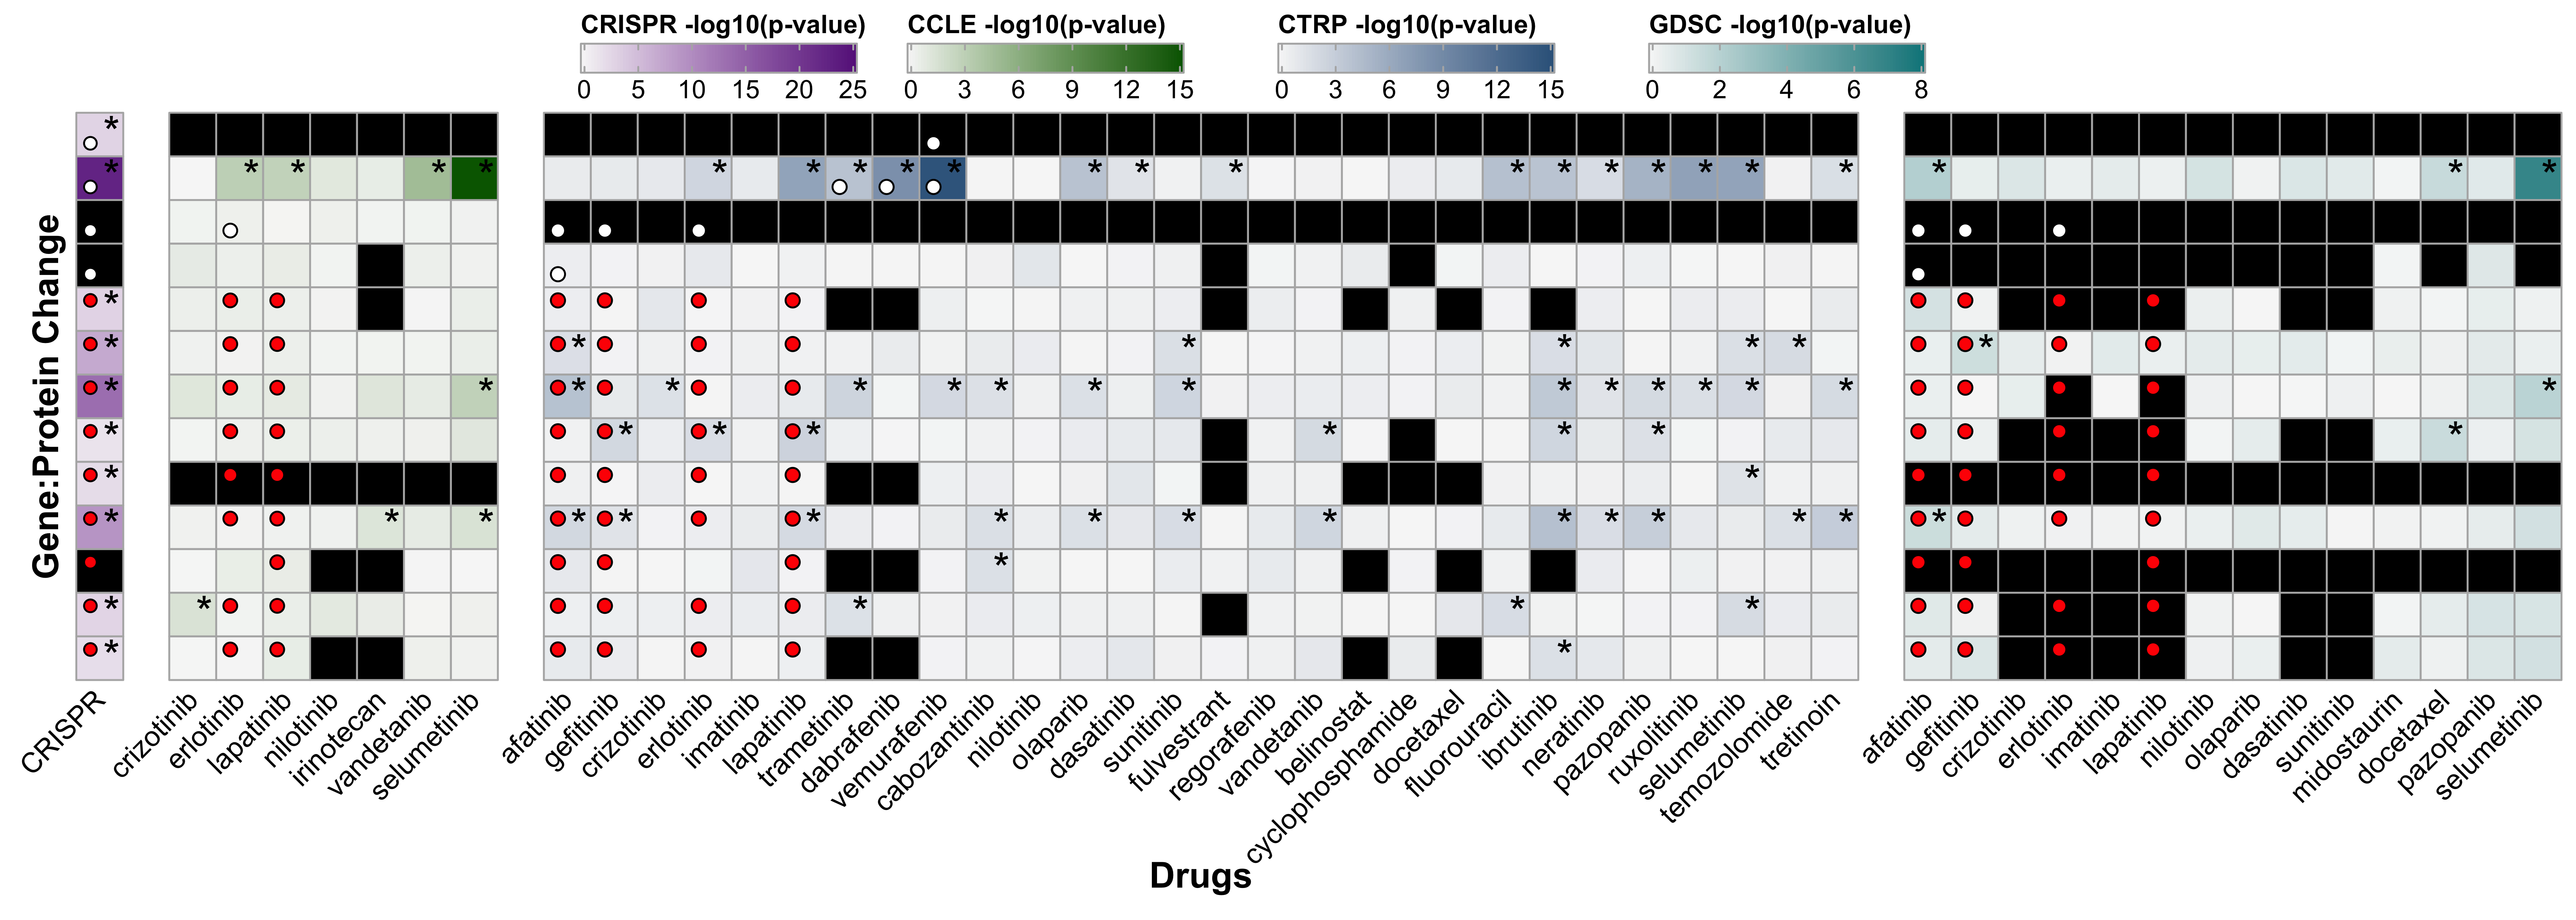 CRISPR -log10(p-value) CCLE -log10(p-value) CTRP -log10(p-value) GDSC -log10(p-value)
0 5 10 15 20 25 0 3 6 9 12 15 0 3 6 9 12 15 0 2 4 6 8
Gene:Protein Change
CRISPR
crizotinib
erlotinib
lapatinib
nilotinib
irinotecan
vandetanib
selumetinib
afatinib
gefitinib
crizotinib
erlotinib
imatinib
lapatinib
trametinib
dabrafenib
vemurafenib
cabozantinib
nilotinib
olaparib
dasatinib
sunitinib
fulvestrant
regorafenib
vandetanib
belinostat
cyclophosphamide
docetaxel
fluorouracil
ibrutinib
neratinib
pazopanib
ruxolitinib
selumetinib
temozolomide
tretinoin
afatinib
gefitinib
crizotinib
erlotinib
imatinib
lapatinib
nilotinib
olaparib
dasatinib
sunitinib
midostaurin
docetaxel
pazopanib
selumetinib
Drugs